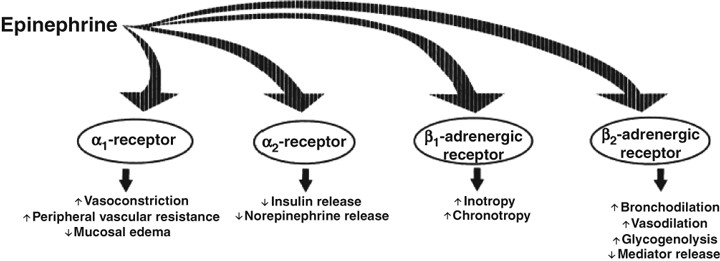 Epinephrine
α1-receptor
↑ Vasoconstriction
↑ Peripheral vascular resistance
↓ Mucosal edema
α2-receptor
↓ Insulin release
↓ Norepinephrine release
β1-adrenergic
receptor
↑ Inotropy
↑ Chronotropy
β2-adrenergic
receptor
↑ Bronchodilation
↑ Vasodilation
↑ Glycogenolysis
↓ Mediator release